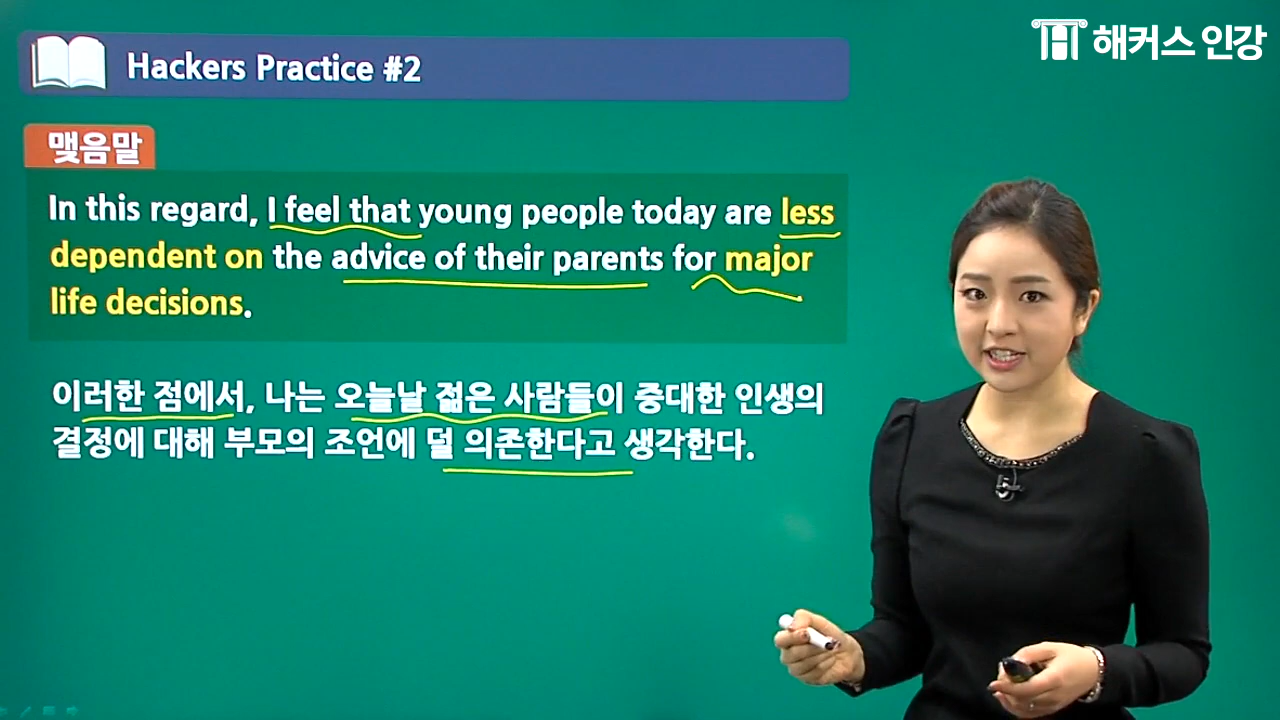 해커스 인강
Hackers Practice #2
맺음말
In this regard, I feel that young people today are less
dependent on the advice of their parents for major
life decisions.
이러한 점에서, 나는 오늘날 젊은 사람들이 중대한 인생의
결정에 대해 부모의 조언에 덜 의존한다고 생각한다.